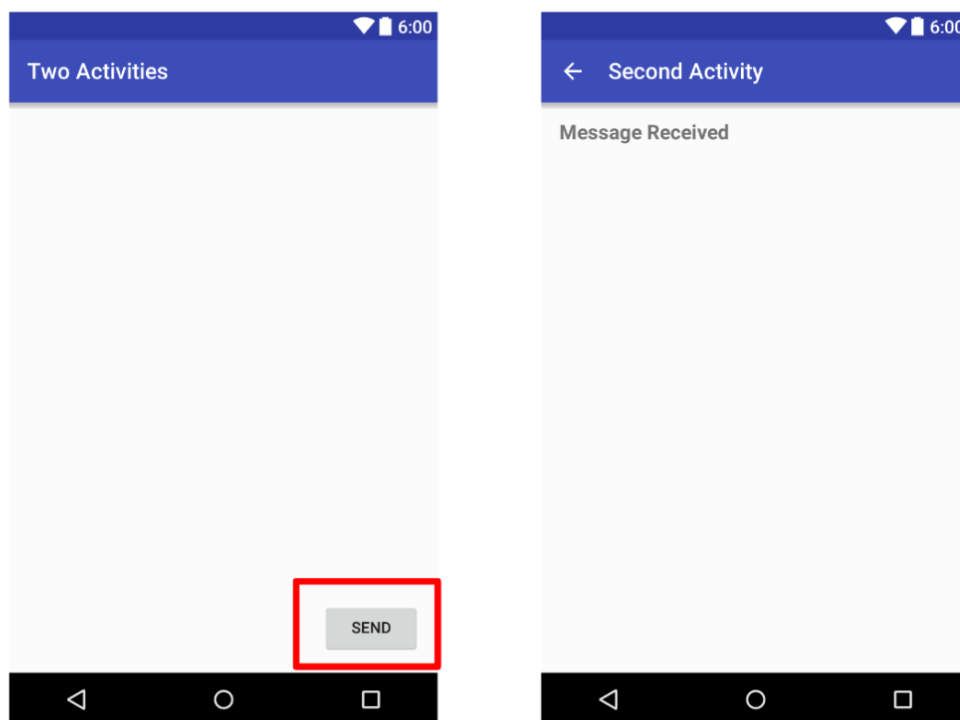 6:00
Two Activities
SEND
6:00
Second Activity
Message Received